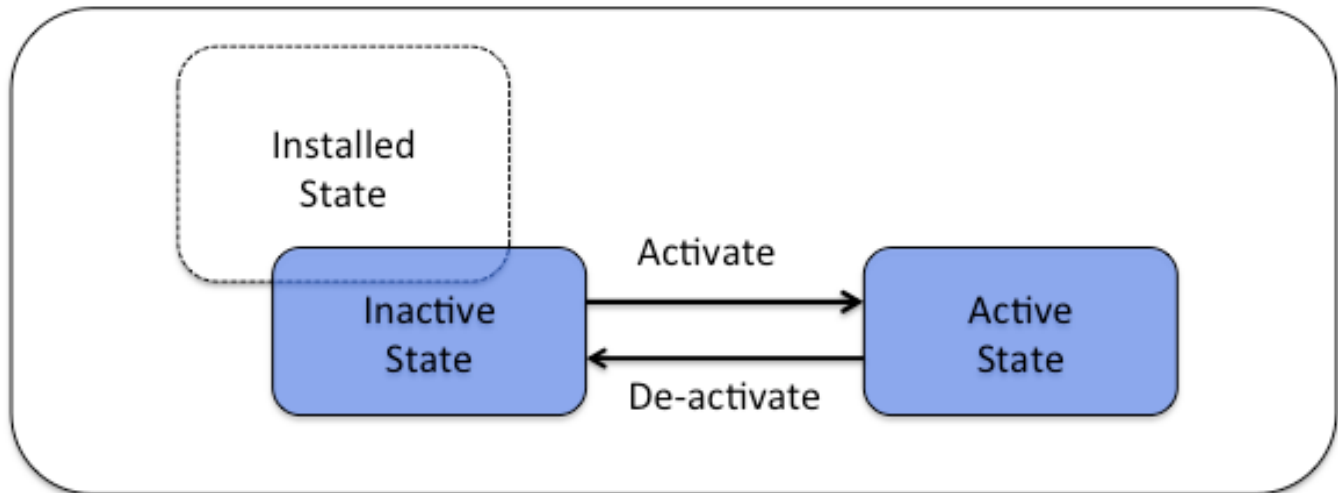 Installed
State
Activate
Inactive
State
Active
State
De-activate